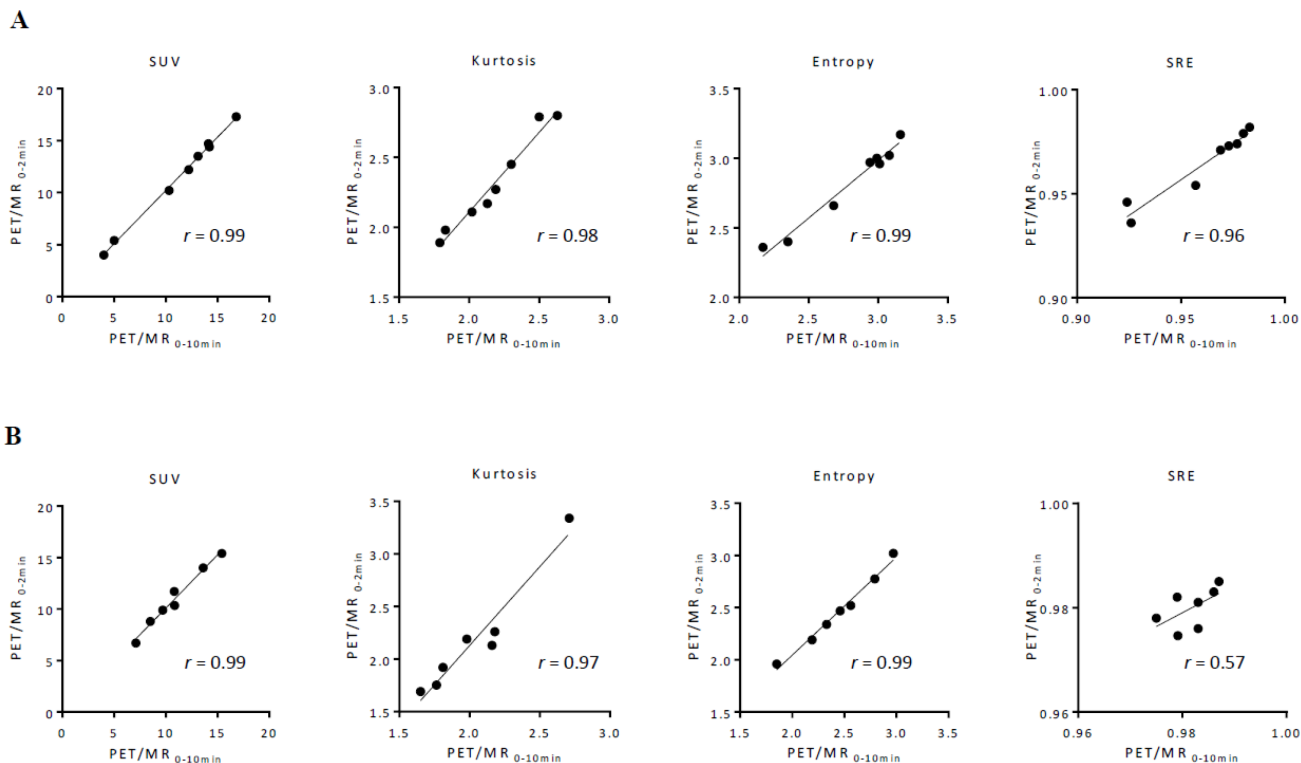 A
SUV
Kurtosis
Entropy
SRE
PET/MR 0-2min
20
15
10
5
0
0 5 10 15 20
PET/MR 0-10min
r = 0.99
PET/MR 0-2min
3.0
2.5
2.0
1.5
1.5 2.0 2.5 3.0
PET/MR 0-10min
r = 0.98
PET/MR 0-2min
3.5
3.0
2.5
2.0
2.0 2.5 3.0 3.5
PET/MR 0-10min
r = 0.99
PET/MR 0-2min
1.00
0.95
0.90
0.90 0.95 1.00
PET/MR 0-10min
r = 0.96
B
SUV
Kurtosis
Entropy
SRE
PET/MR 0-2min
20
15
10
5
0
0 5 10 15 20
PET/MR 0-10min
r = 0.99
PET/MR 0-2min
3.5
3.0
2.5
2.0
1.5
1.5 2.0 2.5 3.0
PET/MR 0-10min
r = 0.97
PET/MR 0-2min
3.5
3.0
2.5
2.0
1.5
1.5 2.0 2.5 3.0 3.5
PET/MR 0-10min
r = 0.99
PET/MR 0-2min
1.00
0.98
0.96
0.96 0.98 1.00
PET/MR 0-10min
r = 0.57